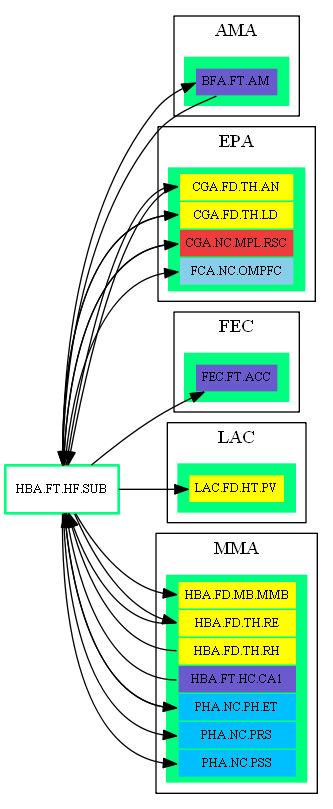 AMA
BFA.FT.AM
EPA
CGA.FD.TH.AN
CGA.FD.TH.LD
CGA.NC.MPL.RSC
FCA.NC.OMPFC
FEC
FEC.FT.ACC
LAC
HBA.FT.HF.SUB
LAC.FD.HT.PV
MMA
HBA.FD.MB.MMB
HBA.FD.TH.RE
HBA.FD.TH.RH
HBA.FT.HC.CA1
PHA.NC.PH.ET
PHA.NC.PRS
PHA.NC.PSS